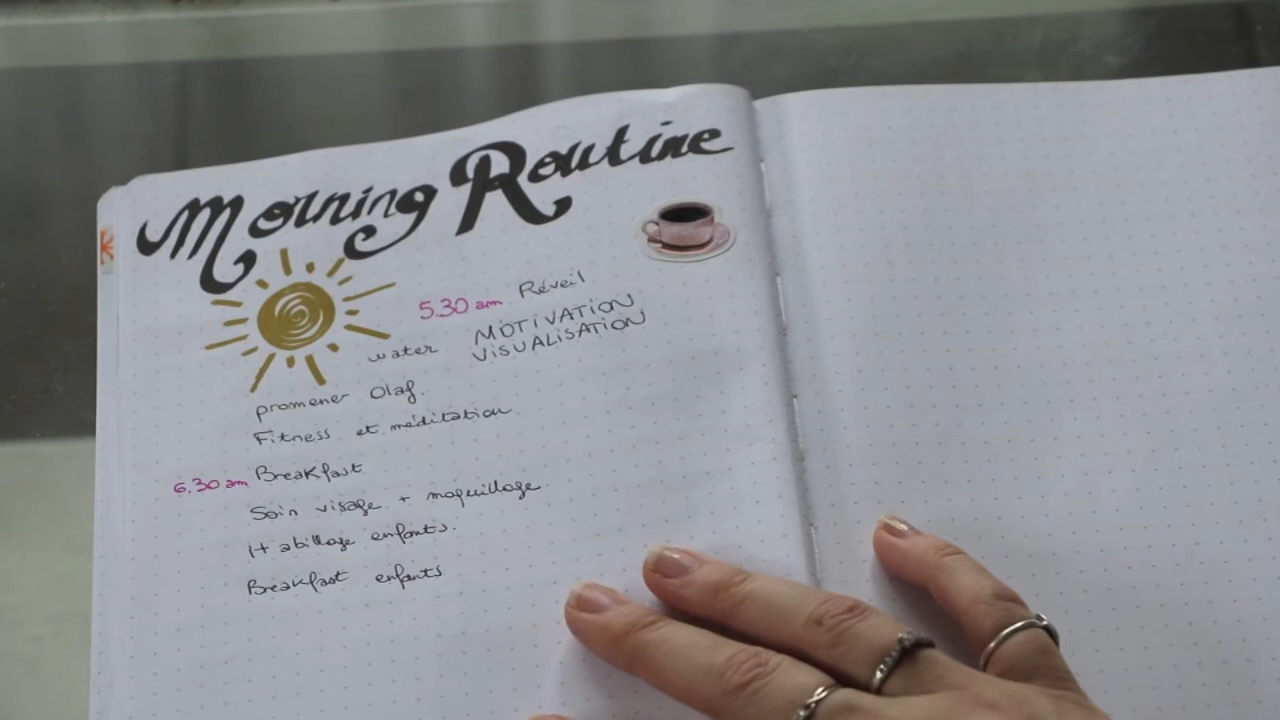 Morning Routine
5.30 am Réveil
water MOTIVATION
VISUALISATION
promener Olaf.
Fitness et méditation
6.30 am Breakfast
Soin visage + maquillage
Habillage enfants.
Breakfast enfants